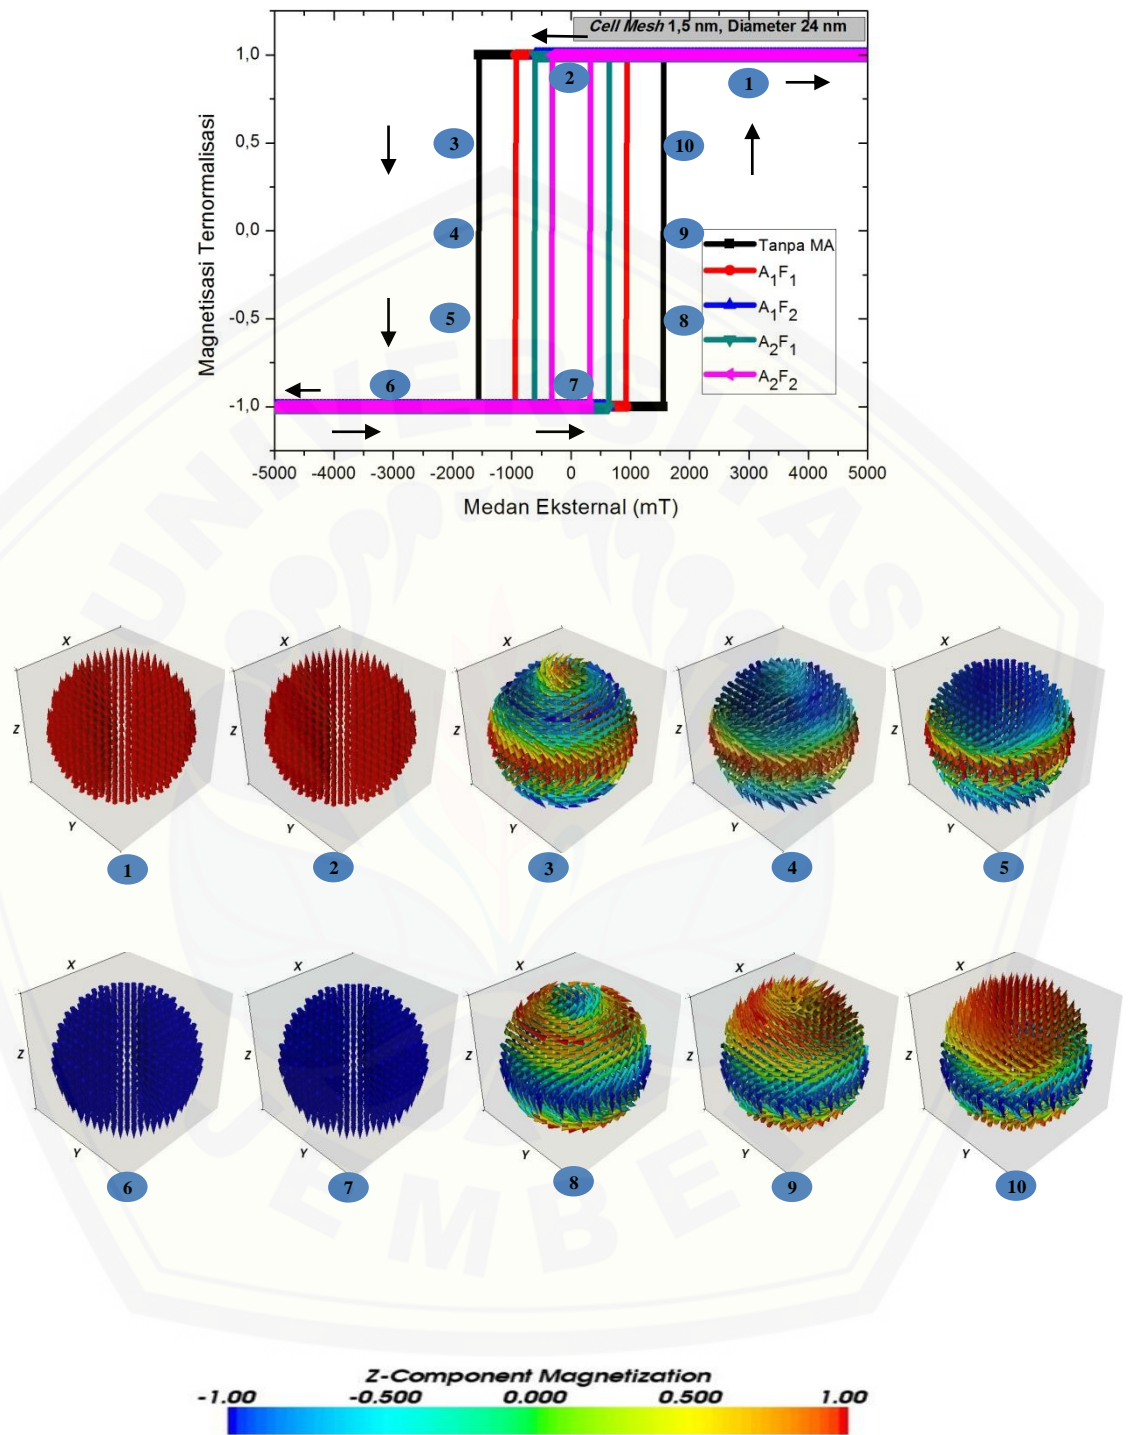 Cell Mesh 1,5 nm, Diameter 24 nm
Magnetisasi Ternormalisasi
1,0
0,5
0,0
-0,5
-1,0
1
2
3
4
5
6
7
8
9
10
Tanpa MA
A1F1
A1F2
A2F1
A2F2
-5000 -4000 -3000 -2000 -1000 0 1000 2000 3000 4000 5000
Medan Eksternal (mT)
X Z Y
X Z Y
X Z Y
X Z Y
X Z Y
1 2 3 4 5
X Z Y
X Z Y
X Z Y
X Z Y
X Z Y
6 7 8 9 10
UNIVERSITAS
JEMBER
Z-Component Magnetization
-1.00 -0.500 0.000 0.500 1.00